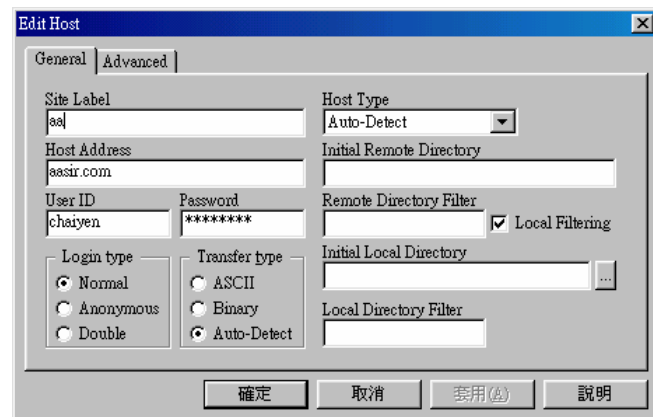 Edit Host
General Advanced
Site Label
aa
Host Address
aasir.com
User ID Password
chaiyen ********
Login type
Normal
Anonymous
Double
Transfer type
ASCII
Binary
Auto-Detect
Host Type
Auto-Detect
Initial Remote Directory
Remote Directory Filter
Local Filtering
Initial Local Directory
...
Local Directory Filter
確定 取消 套用(A) 說明